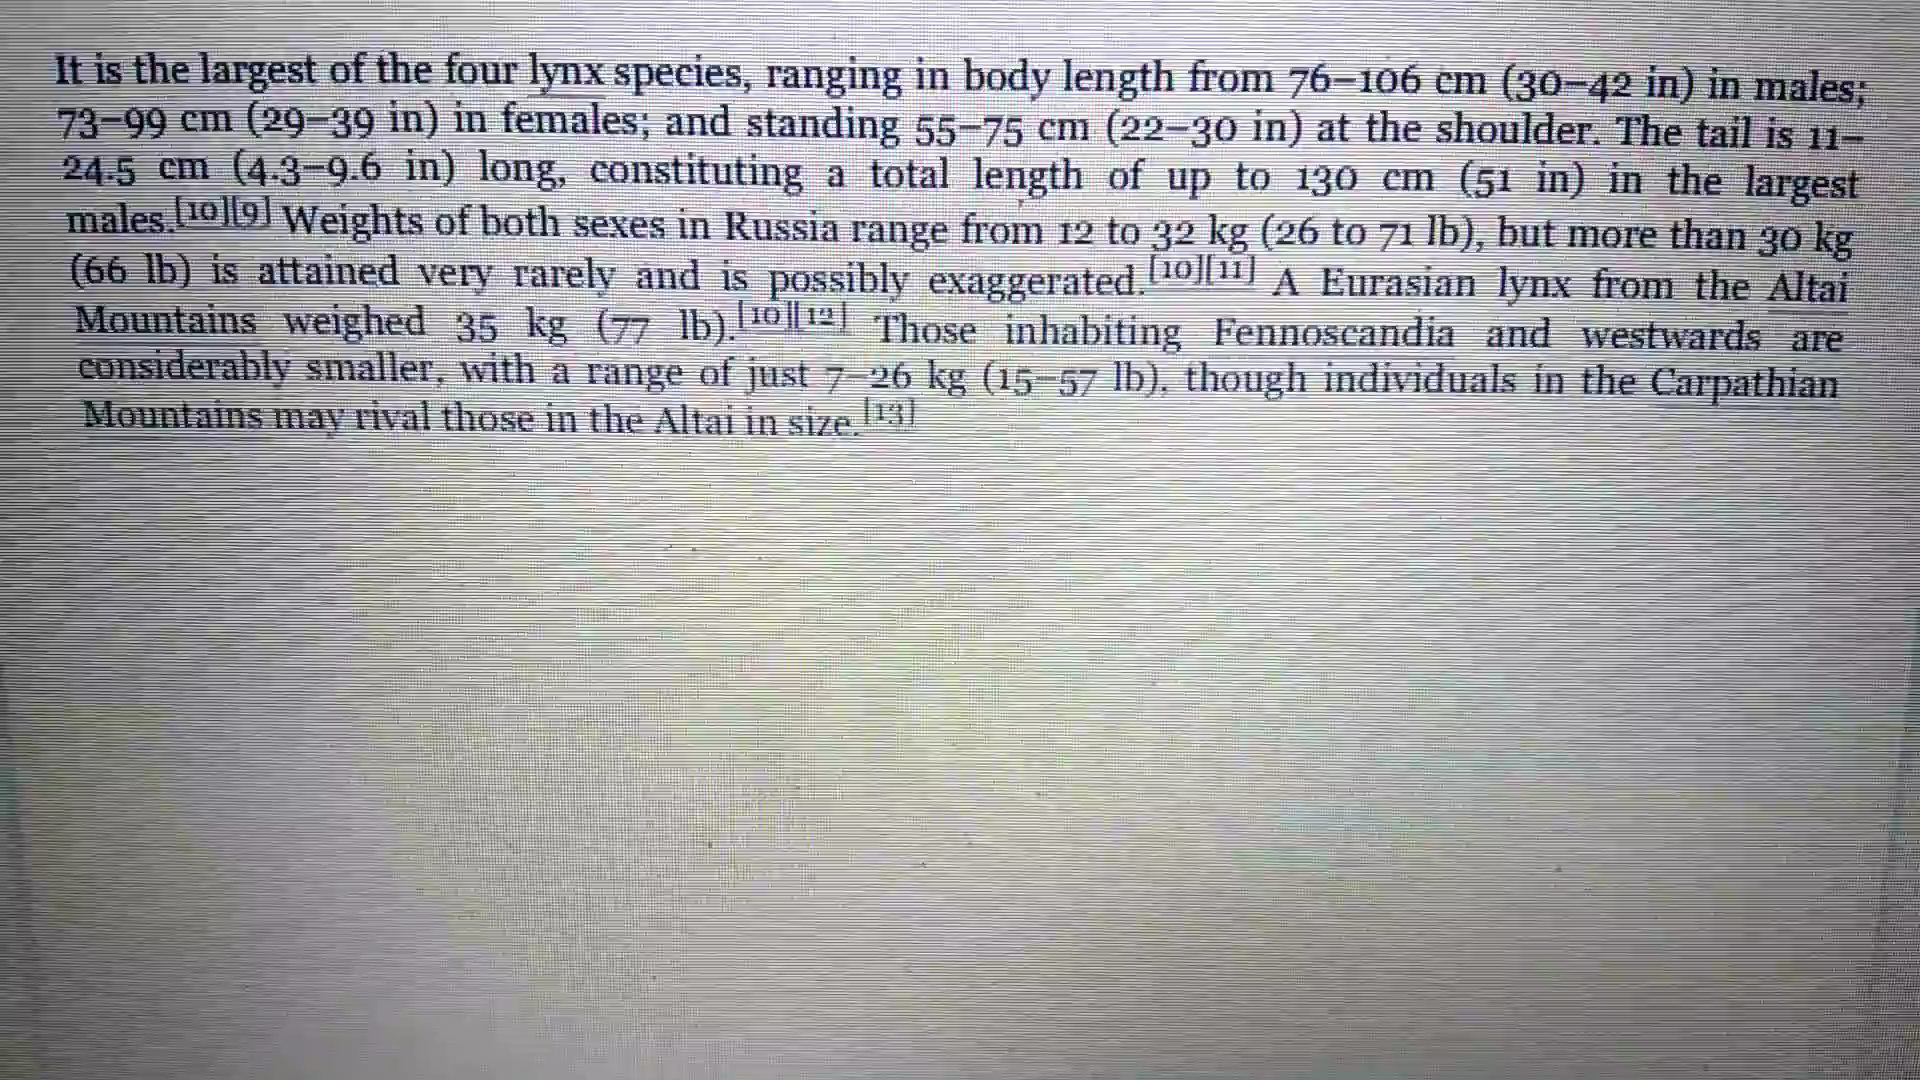 It is the largest of the four lynx species, ranging in body length from 76–106 cm (30–42 in) in males;
73–99 cm (29–39 in) in females; and standing 55–75 cm (22–30 in) at the shoulder. The tail is 11–
24.5 cm (4.3–9.6 in) long, constituting a total length of up to 130 cm (51 in) in the largest
males.[10][9] Weights of both sexes in Russia range from 12 to 32 kg (26 to 71 lb), but more than 30 kg
(66 lb) is attained very rarely and is possibly exaggerated.[10][11] A Eurasian lynx from the Altai
Mountains weighed 35 kg (77 lb).[10][12] Those inhabiting Fennoscandia and westwards are
considerably smaller, with a range of just 7–26 kg (15–57 lb), though individuals in the Carpathian
Mountains may rival those in the Altai in size.[13]